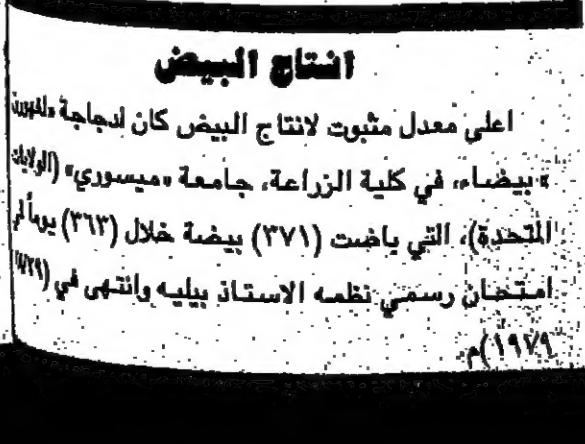 انتاج البيض
اعلى معدل مثبوت لانتاج البيض كان لدجاجة «لفهورن
» بيضاء، في كلية الزراعة، جامعة «ميسوري» (الولايات
المتحدة)، التي باضت (٣٧١) بيضة خلال (٣٦٣) يوماً في
امتحان رسمي نظمه الاستاذ بيليه وانتهى في
١٩٧٩)م.